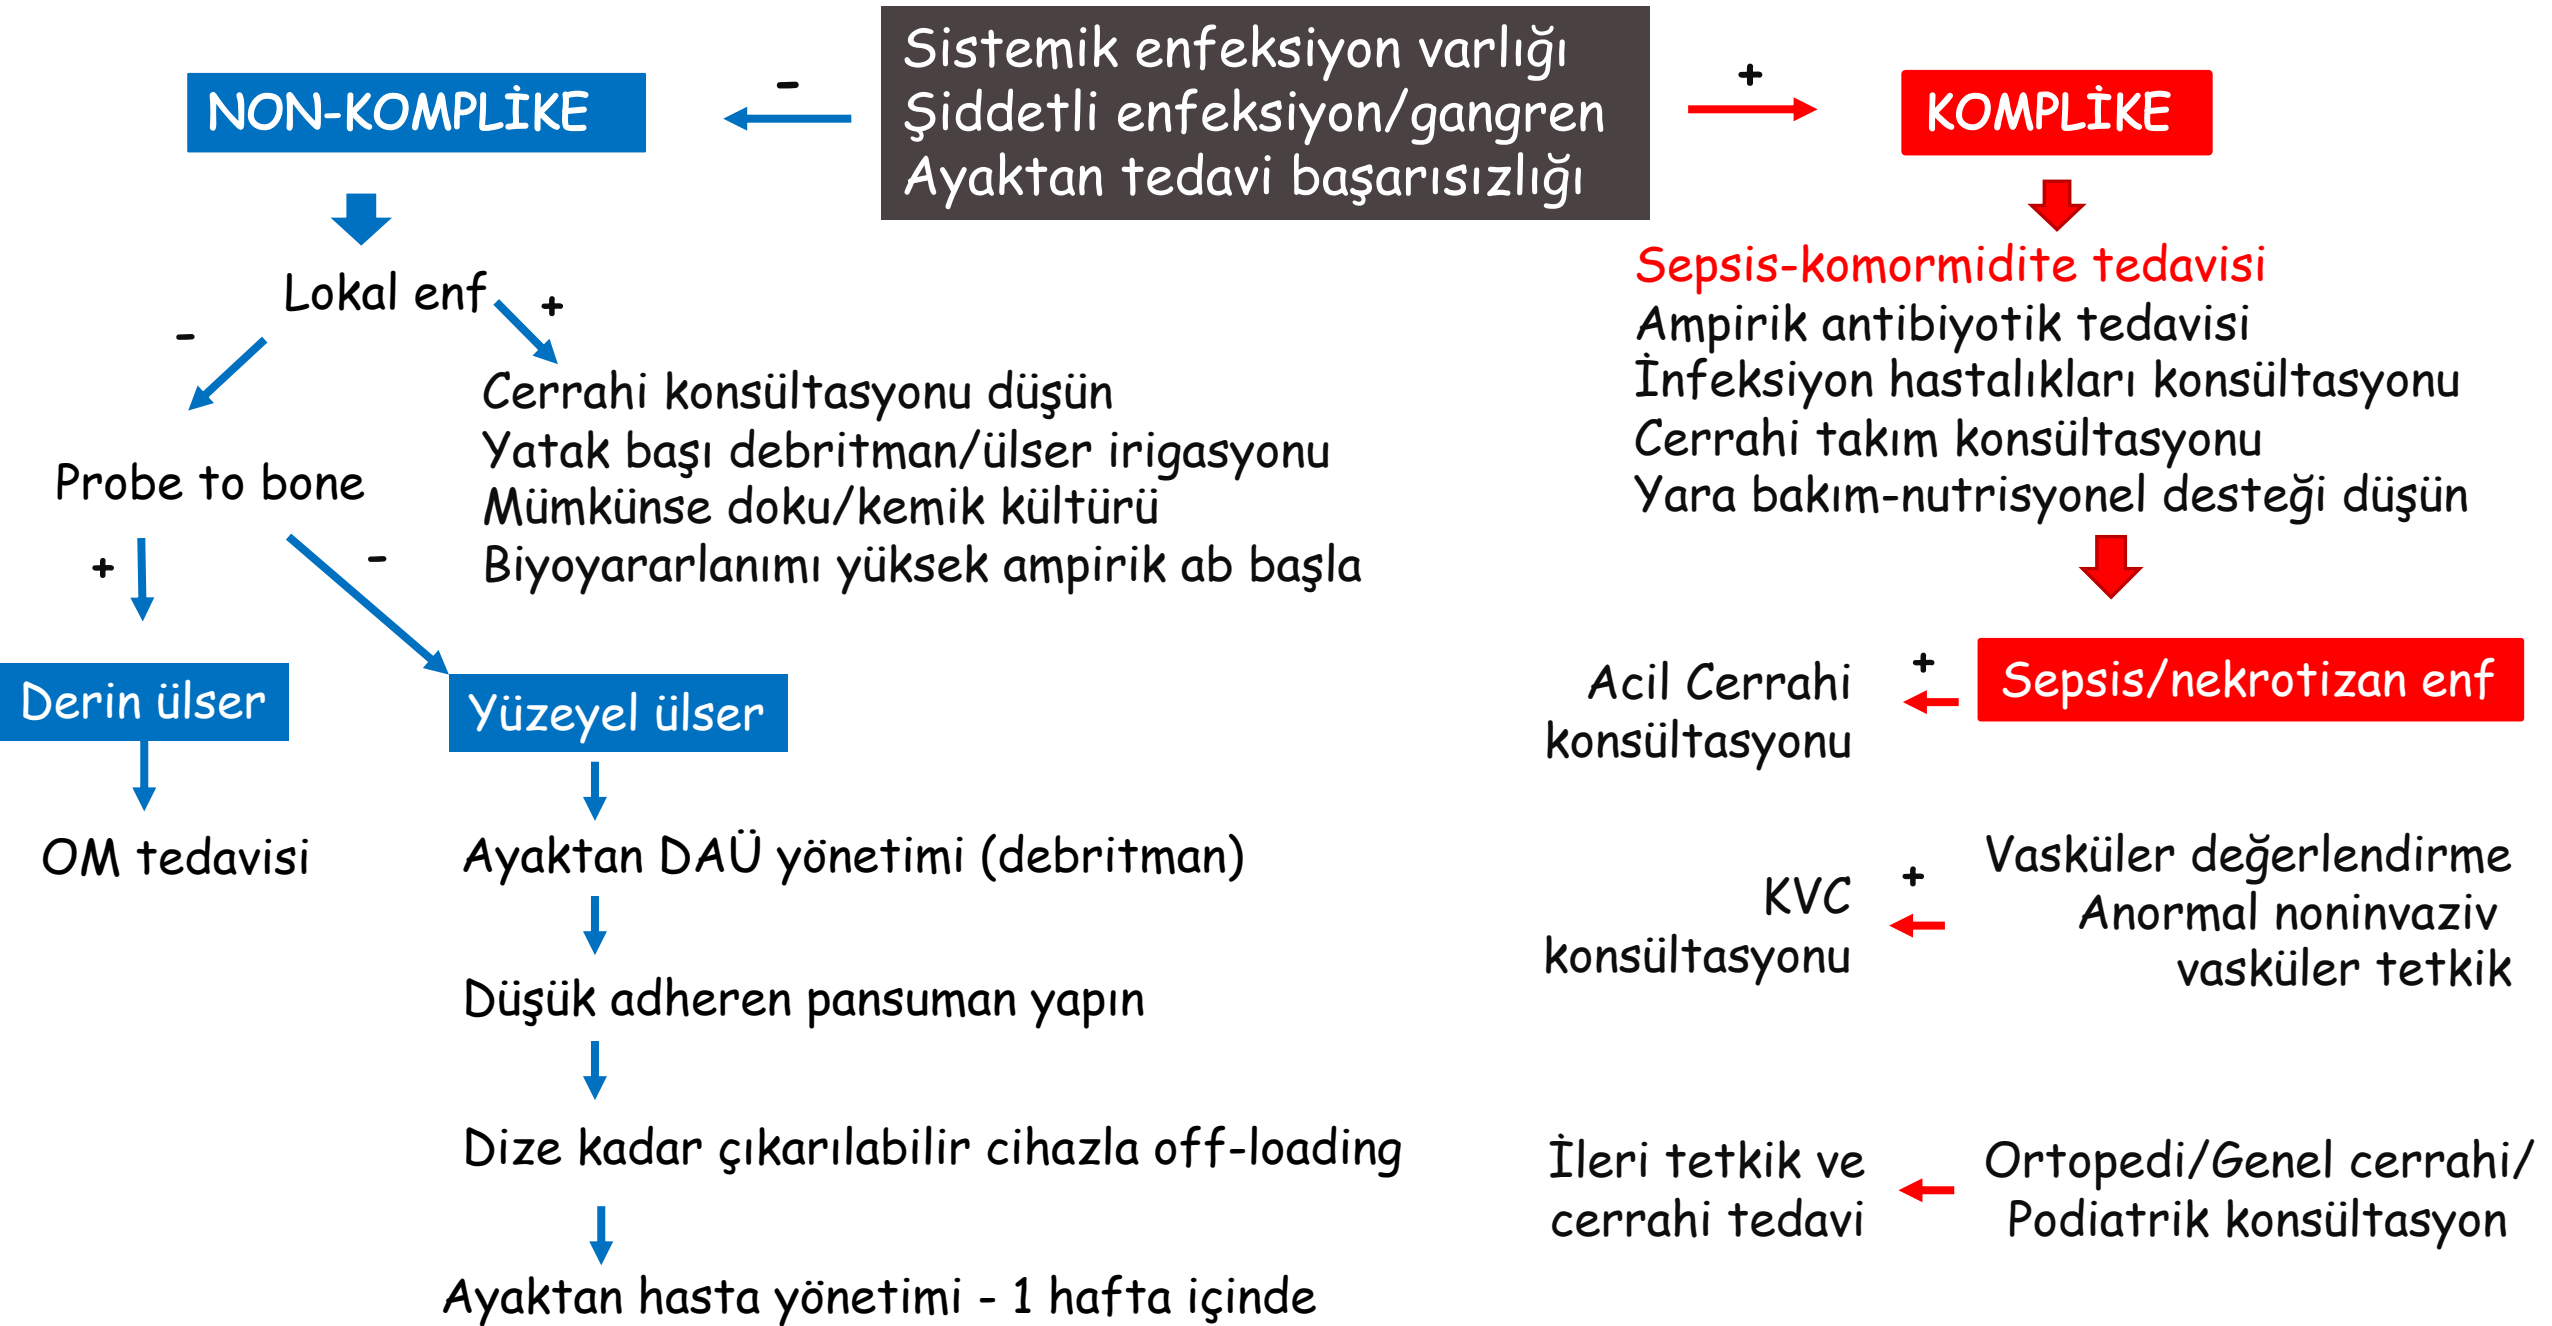 Sistemik enfeksiyon varlığı
Şiddetli enfeksiyon/gangren
Ayaktan tedavi başarısızlığı
-
+
NON-KOMPLİKE
KOMPLİKE
Lokal enf
-
+
Cerrahi konsültasyonu düşün
Yatak başı debritman/ülser irigasyonu
Mümkünse doku/kemik kültürü
Biyoyararlanımı yüksek ampirik ab başla
Probe to bone
+
-
Derin ülser
OM tedavisi
Yüzeyel ülser
Ayaktan DAÜ yönetimi (debritman)
Düşük adheren pansuman yapın
Dize kadar çıkarılabilir cihazla off-loading
Ayaktan hasta yönetimi - 1 hafta içinde
Sepsis-komormidite tedavisi
Ampirik antibiyotik tedavisi
İnfeksiyon hastalıkları konsültasyonu
Cerrahi takım konsültasyonu
Yara bakım-nutrisyonel desteği düşün
Sepsis/nekrotizan enf
+
Acil Cerrahi
konsültasyonu
Vasküler değerlendirme
Anormal noninvaziv
vasküler tetkik
+
KVC
konsültasyonu
Ortopedi/Genel cerrahi/
Podiatrik konsültasyon
İleri tetkik ve
cerrahi tedavi